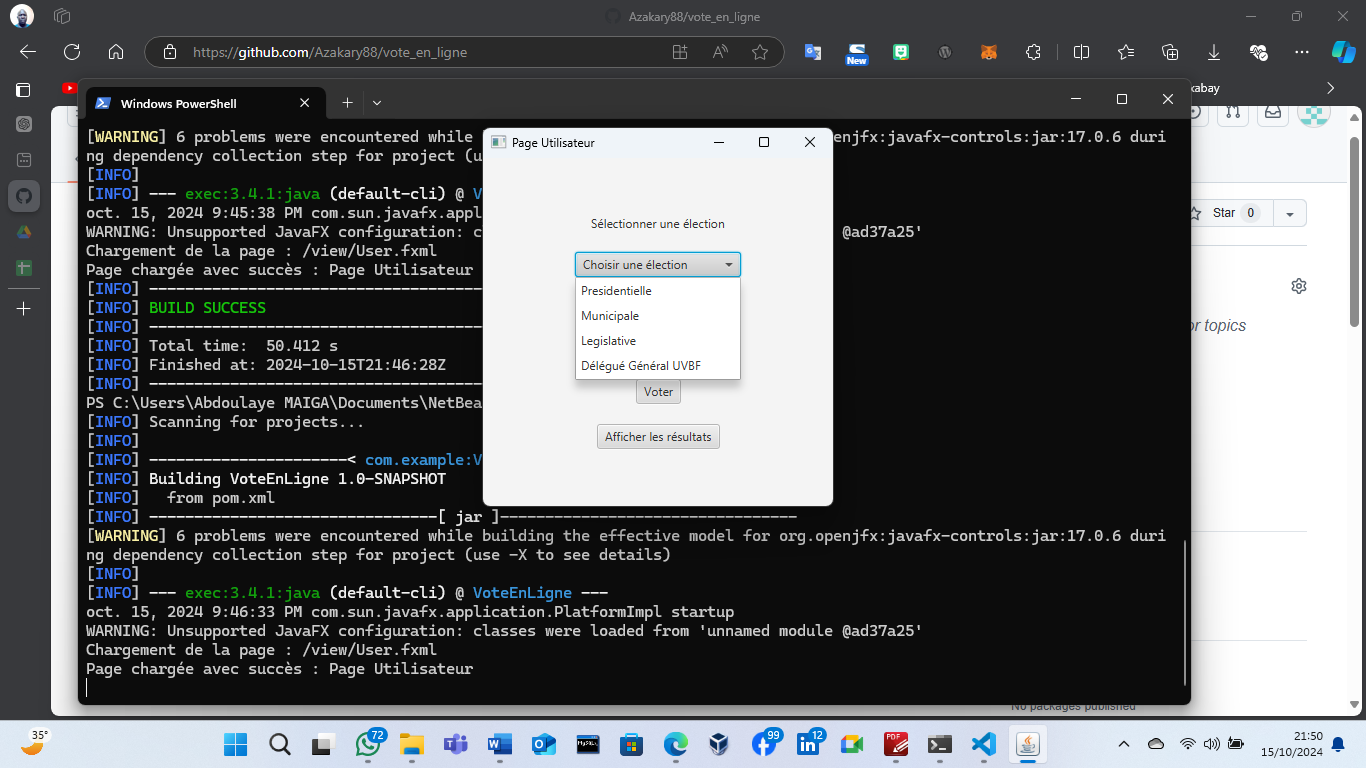 Azakary88/vote_en_ligne
https://github.com/Azakary88/vote_en_ligne
New
kabay
Windows PowerShell
[WARNING] 6 problems were encountered while
enjfx:javafx-controls:jar:17.0.6 duri
ng dependency collection step for project (u
[INFO]
[INFO] --- exec:3.4.1:java (default-cli) @ V
oct. 15, 2024 9:45:38 PM com.sun.javafx.appl
WARNING: Unsupported JavaFX configuration: c
@ad37a25'
Chargement de la page : /view/User.fxml
Page chargée avec succès : Page Utilisateur
[INFO] -------------------------------------
[INFO] BUILD SUCCESS
[INFO] -------------------------------------
[INFO] Total time:  50.412 s
[INFO] Finished at: 2024-10-15T21:46:28Z
[INFO] -------------------------------------
PS C:\Users\Abdoulaye MAIGA\Documents\NetBea
[INFO] Scanning for projects...
[INFO]
[INFO] ----------------------< com.example:V
[INFO] Building VoteEnLigne 1.0-SNAPSHOT
[INFO]   from pom.xml
[INFO] --------------------------------[ jar ]---------------------------------
[WARNING] 6 problems were encountered while building the effective model for org.openjfx:javafx-controls:jar:17.0.6 duri
ng dependency collection step for project (use -X to see details)
[INFO]
[INFO] --- exec:3.4.1:java (default-cli) @ VoteEnLigne ---
oct. 15, 2024 9:46:33 PM com.sun.javafx.application.PlatformImpl startup
WARNING: Unsupported JavaFX configuration: classes were loaded from 'unnamed module @ad37a25'
Chargement de la page : /view/User.fxml
Page chargée avec succès : Page Utilisateur
Page Utilisateur
Sélectionner une élection
Choisir une élection
Presidentielle
Municipale
Legislative
Délégué Général UVBF
Voter
Afficher les résultats
Star 0
or topics
No packages published
35°
72
MySQL
99
12
PDF
21:50
15/10/2024